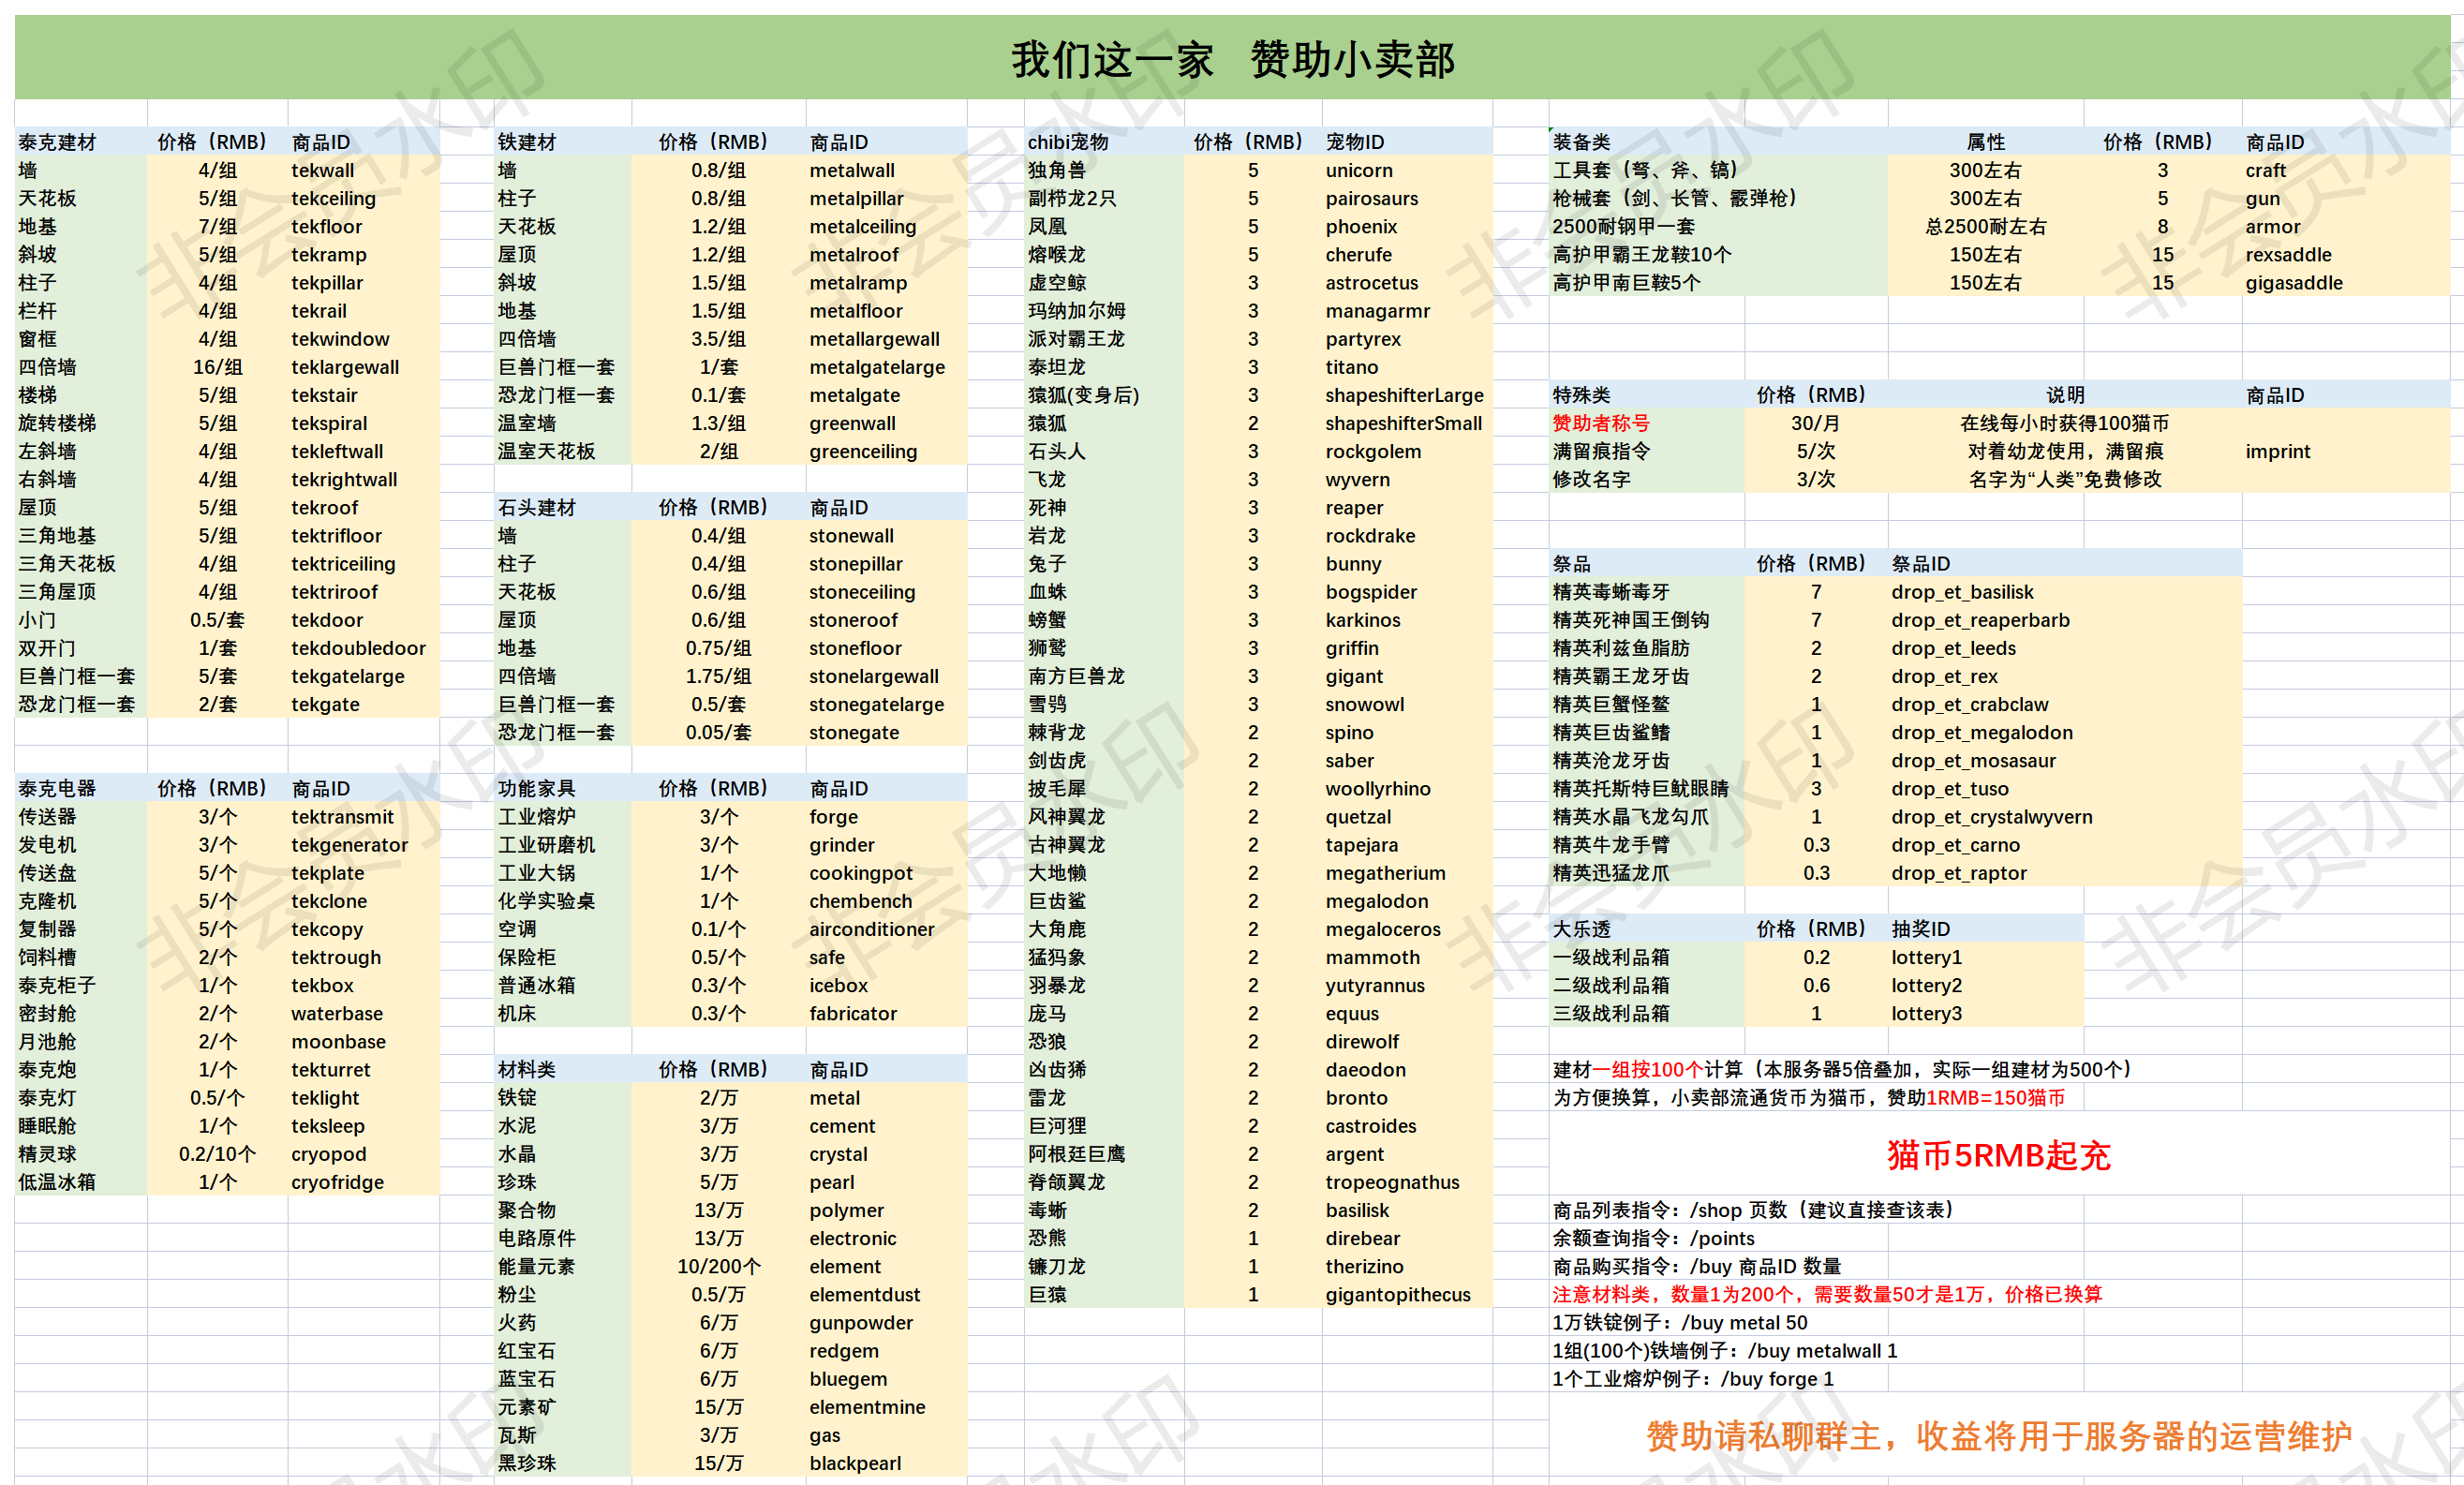 我们这一家 赞助小卖部
泰克建材 价格（RMB） 商品ID
墙 4/组 tekwall
天花板 5/组 tekceiling
地基 7/组 tekfloor
斜坡 5/组 tekramp
柱子 4/组 tekpillar
栏杆 4/组 tekrail
窗框 4/组 tekwindow
四倍墙 16/组 teklargewall
楼梯 5/组 tekstair
旋转楼梯 5/组 tekspiral
左斜墙 4/组 tekleftwall
右斜墙 4/组 tekrightwall
屋顶 5/组 tekroof
三角地基 5/组 tektrifloor
三角天花板 4/组 tektriceiling
三角屋顶 4/组 tektriroof
小门 0.5/套 tekdoor
双开门 1/套 tekdoubledoor
巨兽门框一套 5/套 tekgatelarge
恐龙门框一套 2/套 tekgate
泰克电器 价格（RMB） 商品ID
传送器 3/个 tektransmit
发电机 3/个 tekgenerator
传送盘 5/个 tekplate
克隆机 5/个 tekclone
复制器 5/个 tekcopy
饲料槽 2/个 tektrough
泰克柜子 1/个 tekbox
密封舱 2/个 waterbase
月池舱 2/个 moonbase
泰克炮 1/个 tekturret
泰克灯 0.5/个 teklight
睡眠舱 1/个 teksleep
精灵球 0.2/10个 cryopod
低温冰箱 1/个 cryofridge
铁建材 价格（RMB） 商品ID
墙 0.8/组 metalwall
柱子 0.8/组 metalpillar
天花板 1.2/组 metalceiling
屋顶 1.2/组 metalroof
斜坡 1.5/组 metalramp
地基 1.5/组 metalfloor
四倍墙 3.5/组 metallargewall
巨兽门框一套 1/套 metalgatelarge
恐龙门框一套 0.1/套 metalgate
温室墙 1.3/组 greenwall
温室天花板 2/组 greenceiling
石头建材 价格（RMB） 商品ID
墙 0.4/组 stonewall
柱子 0.4/组 stonepillar
天花板 0.6/组 stoneceiling
屋顶 0.6/组 stoneroof
地基 0.75/组 stonefloor
四倍墙 1.75/组 stonelargewall
巨兽门框一套 0.5/套 stonegatelarge
恐龙门框一套 0.05/套 stonegate
功能家具 价格（RMB） 商品ID
工业熔炉 3/个 forge
工业研磨机 3/个 grinder
工业大锅 1/个 cookingpot
化学实验桌 1/个 chembench
空调 0.1/个 airconditioner
保险柜 0.5/个 safe
普通冰箱 0.3/个 icebox
机床 0.3/个 fabricator
材料类 价格（RMB） 商品ID
铁锭 2/万 metal
水泥 3/万 cement
水晶 3/万 crystal
珍珠 5/万 pearl
聚合物 13/万 polymer
电路原件 13/万 electronic
能量元素 10/200个 element
粉尘 0.5/万 elementdust
火药 6/万 gunpowder
红宝石 6/万 redgem
蓝宝石 6/万 bluegem
元素矿 15/万 elementmine
瓦斯 3/万 gas
黑珍珠 15/万 blackpearl
chibi宠物 价格（RMB） 宠物ID
独角兽 5 unicorn
副栉龙2只 5 pairosaurs
凤凰 5 phoenix
熔喉龙 5 cherufe
虚空鲸 3 astrocetus
玛纳加尔姆 3 managarmr
派对霸王龙 3 partyrex
泰坦龙 3 titano
猿狐(变身后) 3 shapeshifterLarge
猿狐 2 shapeshifterSmall
石头人 3 rockgolem
飞龙 3 wyvern
死神 3 reaper
岩龙 3 rockdrake
兔子 3 bunny
血蛛 3 bogspider
螃蟹 3 karkinos
狮鹫 3 griffin
南方巨兽龙 3 gigant
雪鸮 3 snowowl
棘背龙 2 spino
剑齿虎 2 saber
披毛犀 2 woollyrhino
风神翼龙 2 quetzal
古神翼龙 2 tapejara
大地懒 2 megatherium
巨齿鲨 2 megalodon
大角鹿 2 megaloceros
猛犸象 2 mammoth
羽暴龙 2 yutyrannus
庞马 2 equus
恐狼 2 direwolf
凶齿豨 2 daeodon
雷龙 2 bronto
巨河狸 2 castroides
阿根廷巨鹰 2 argent
脊颌翼龙 2 tropeognathus
毒蜥 2 basilisk
恐熊 1 direbear
镰刀龙 1 therizino
巨猿 1 gigantopithecus
装备类 属性 价格（RMB） 商品ID
工具套（弩、斧、镐） 300左右 3 craft
枪械套（剑、长管、霰弹枪） 300左右 5 gun
2500耐钢甲一套 总2500耐左右 8 armor
高护甲霸王龙鞍10个 150左右 15 rexsaddle
高护甲南巨鞍5个 150左右 15 gigasaddle
特殊类 价格（RMB） 说明 商品ID
赞助者称号 30/月 在线每小时获得100猫币
满留痕指令 5/次 对着幼龙使用，满留痕 imprint
修改名字 3/次 名字为“人类”免费修改
祭品 价格（RMB） 祭品ID
精英毒蜥毒牙 7 drop_et_basilisk
精英死神国王倒钩 7 drop_et_reaperbarb
精英利兹鱼脂肪 2 drop_et_leeds
精英霸王龙牙齿 2 drop_et_rex
精英巨蟹怪鳌 1 drop_et_crabclaw
精英巨齿鲨鳍 1 drop_et_megalodon
精英沧龙牙齿 1 drop_et_mosasaur
精英托斯特巨鱿眼睛 3 drop_et_tuso
精英水晶飞龙勾爪 1 drop_et_crystalwyvern
精英牛龙手臂 0.3 drop_et_carno
精英迅猛龙爪 0.3 drop_et_raptor
大乐透 价格（RMB） 抽奖ID
一级战利品箱 0.2 lottery1
二级战利品箱 0.6 lottery2
三级战利品箱 1 lottery3
建材一组按100个计算（本服务器5倍叠加，实际一组建材为500个）
为方便换算，小卖部流通货币为猫币，赞助1RMB=150猫币
猫币5RMB起充
商品列表指令：/shop 页数（建议直接查该表）
余额查询指令：/points
商品购买指令：/buy 商品ID 数量
注意材料类，数量1为200个，需要数量50才是1万，价格已换算
1万铁锭例子：/buy metal 50
1组(100个)铁墙例子：/buy metalwall 1
1个工业熔炉例子：/buy forge 1
赞助请私聊群主，收益将用于服务器的运营维护
非会员水印
非会员水印
非会员水印
非会员水印
非会员水印
非会员水印
非会员水印
非会员水印
水印
水印
水印
水印